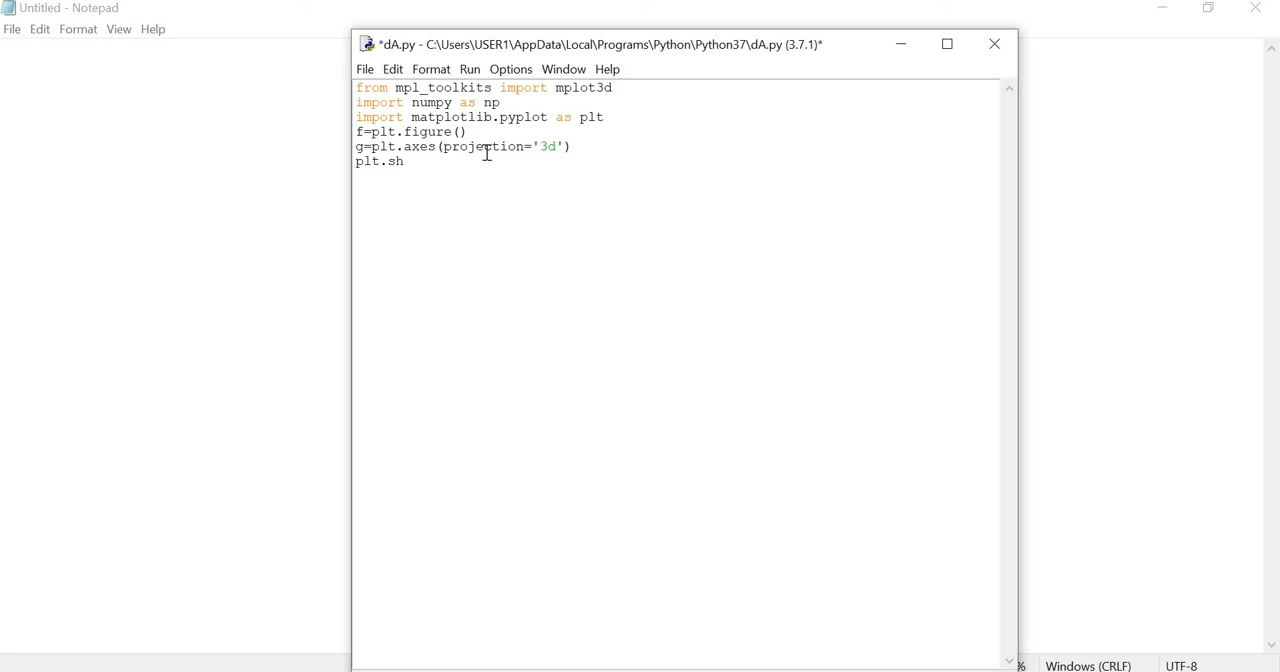 Untitled - Notepad
File Edit Format View Help
*dA.py - C:\Users\USER1\AppData\Local\Programs\Python\Python37\dA.py (3.7.1)*
File Edit Format Run Options Window Help
from mpl_toolkits import mplot3d
import numpy as np
import matplotlib.pyplot as plt
f=plt.figure()
g=plt.axes(projection='3d')
plt.sh
% Windows (CRLF) UTF-8